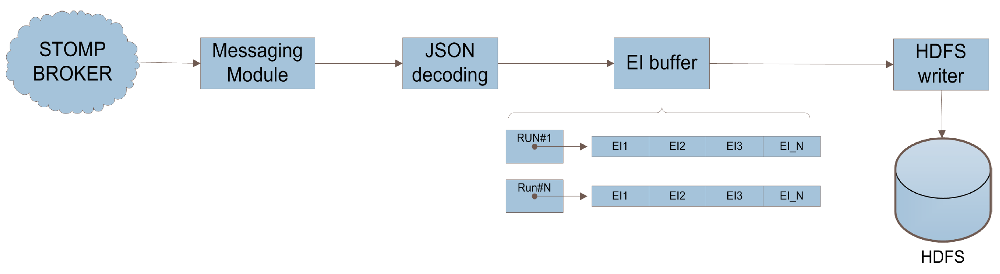 STOMP
BROKER
Messaging
Module
JSON
decoding
EI buffer
HDFS
writer
RUN#1
EI1 EI2 EI3 EI_N
Run#N
EI1 EI2 EI3 EI_N
HDFS